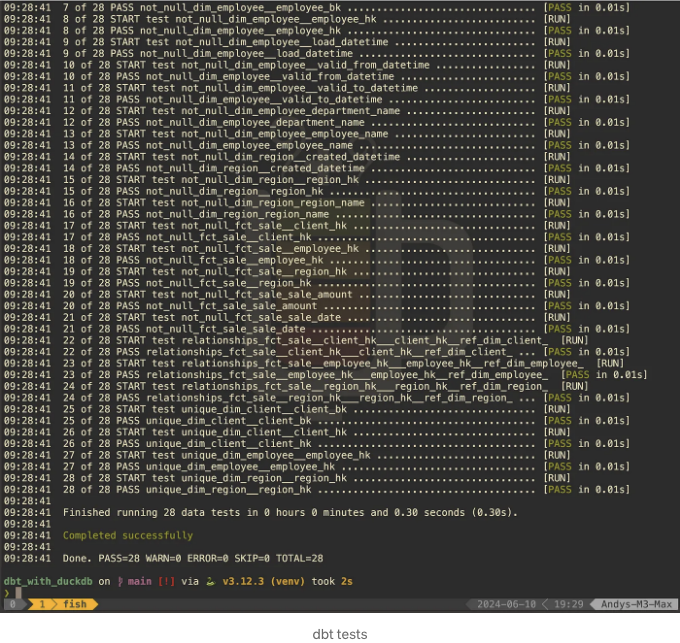 09:28:41  7 of 28 PASS not_null_dim_employee__employee_bk ................................ [PASS in 0.01s]
09:28:41  8 of 28 START test not_null_dim_employee__employee_hk .......................... [RUN]
09:28:41  8 of 28 PASS not_null_dim_employee__employee_hk ................................ [PASS in 0.01s]
09:28:41  9 of 28 START test not_null_dim_employee__load_datetime ........................ [RUN]
09:28:41  9 of 28 PASS not_null_dim_employee__load_datetime .............................. [PASS in 0.01s]
09:28:41  10 of 28 START test not_null_dim_employee__valid_from_datetime ................. [RUN]
09:28:41  10 of 28 PASS not_null_dim_employee__valid_from_datetime ....................... [PASS in 0.01s]
09:28:41  11 of 28 START test not_null_dim_employee__valid_to_datetime ................... [RUN]
09:28:41  11 of 28 PASS not_null_dim_employee__valid_to_datetime ......................... [PASS in 0.01s]
09:28:41  12 of 28 START test not_null_dim_employee_department_name ...................... [RUN]
09:28:41  12 of 28 PASS not_null_dim_employee_department_name ............................ [PASS in 0.01s]
09:28:41  13 of 28 START test not_null_dim_employee_employee_name ........................ [RUN]
09:28:41  13 of 28 PASS not_null_dim_employee_employee_name .............................. [PASS in 0.01s]
09:28:41  14 of 28 START test not_null_dim_region__created_datetime ...................... [RUN]
09:28:41  14 of 28 PASS not_null_dim_region__created_datetime ............................ [PASS in 0.01s]
09:28:41  15 of 28 START test not_null_dim_region__region_hk ............................. [RUN]
09:28:41  15 of 28 PASS not_null_dim_region__region_hk ................................... [PASS in 0.01s]
09:28:41  16 of 28 START test not_null_dim_region_region_name ............................ [RUN]
09:28:41  16 of 28 PASS not_null_dim_region_region_name .................................. [PASS in 0.01s]
09:28:41  17 of 28 START test not_null_fct_sale__client_hk ............................... [RUN]
09:28:41  17 of 28 PASS not_null_fct_sale__client_hk ..................................... [PASS in 0.01s]
09:28:41  18 of 28 START test not_null_fct_sale__employee_hk ............................. [RUN]
09:28:41  18 of 28 PASS not_null_fct_sale__employee_hk ................................... [PASS in 0.01s]
09:28:41  19 of 28 START test not_null_fct_sale__region_hk ............................... [RUN]
09:28:41  19 of 28 PASS not_null_fct_sale__region_hk ..................................... [PASS in 0.01s]
09:28:41  20 of 28 START test not_null_fct_sale_sale_amount .............................. [RUN]
09:28:41  20 of 28 PASS not_null_fct_sale_sale_amount .................................... [PASS in 0.01s]
09:28:41  21 of 28 START test not_null_fct_sale_sale_date ................................ [RUN]
09:28:41  21 of 28 PASS not_null_fct_sale_sale_date ...................................... [PASS in 0.01s]
09:28:41  22 of 28 START test relationships_fct_sale__client_hk___client_hk__ref_dim_client_  [RUN]
09:28:41  22 of 28 PASS relationships_fct_sale__client_hk___client_hk__ref_dim_client_ ... [PASS in 0.01s]
09:28:41  23 of 28 START test relationships_fct_sale__employee_hk___employee_hk__ref_dim_employee_  [RUN]
09:28:41  23 of 28 PASS relationships_fct_sale__employee_hk___employee_hk__ref_dim_employee_  [PASS in 0.01s]
09:28:41  24 of 28 START test relationships_fct_sale__region_hk___region_hk__ref_dim_region_  [RUN]
09:28:41  24 of 28 PASS relationships_fct_sale__region_hk___region_hk__ref_dim_region_ ... [PASS in 0.01s]
09:28:41  25 of 28 START test unique_dim_client__client_bk ............................... [RUN]
09:28:41  25 of 28 PASS unique_dim_client__client_bk ..................................... [PASS in 0.01s]
09:28:41  26 of 28 START test unique_dim_client__client_hk ............................... [RUN]
09:28:41  26 of 28 PASS unique_dim_client__client_hk ..................................... [PASS in 0.01s]
09:28:41  27 of 28 START test unique_dim_employee__employee_hk ........................... [RUN]
09:28:41  27 of 28 PASS unique_dim_employee__employee_hk ................................. [PASS in 0.01s]
09:28:41  28 of 28 START test unique_dim_region__region_hk ............................... [RUN]
09:28:41  28 of 28 PASS unique_dim_region__region_hk ..................................... [PASS in 0.01s]
09:28:41
09:28:41  Finished running 28 data tests in 0 hours 0 minutes and 0.30 seconds (0.30s).
09:28:41
09:28:41  Completed successfully
09:28:41
09:28:41  Done. PASS=28 WARN=0 ERROR=0 SKIP=0 TOTAL=28
dbt_with_duckdb on main [!] via v3.12.3 (venv) took 2s
❯
0 1 fish 2024-06-10 19:29 Andys-M3-Max
dbt tests